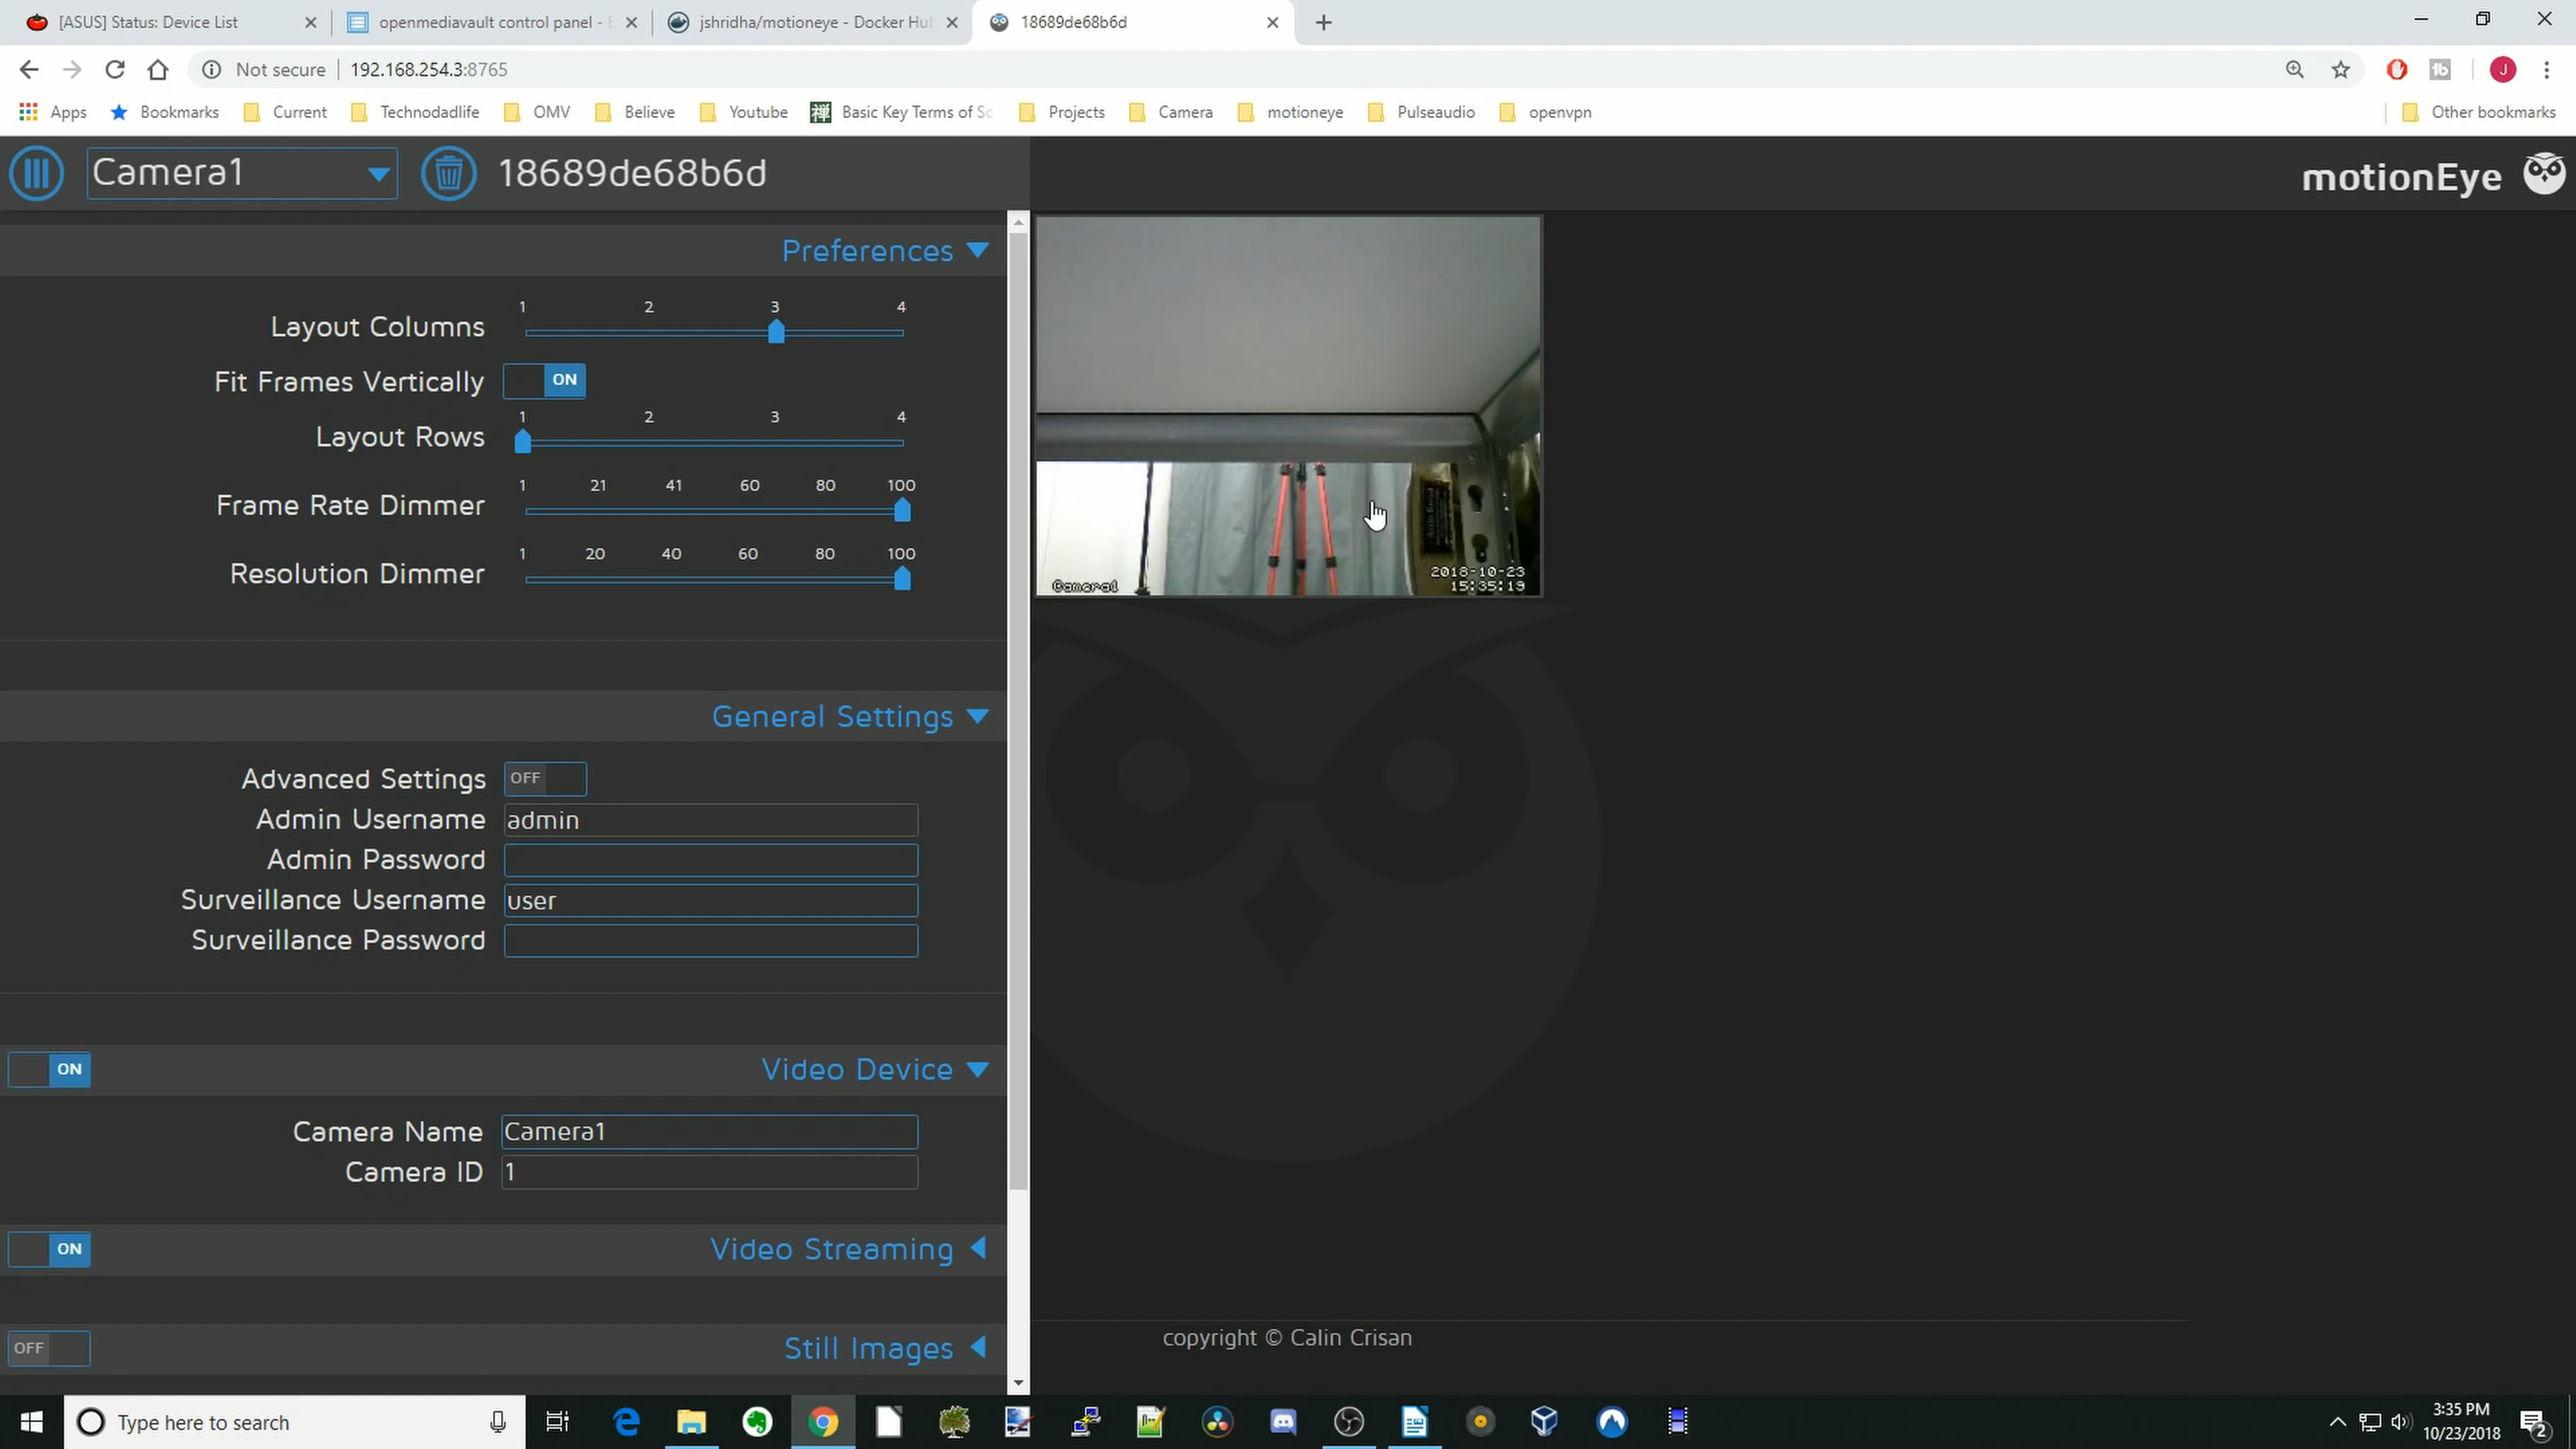 [ASUS] Status: Device List
openmediavault control panel -
jshridha/motioneye - Docker Hu
18689de68b6d
Not secure
192.168.254.3:8765
Apps
Bookmarks
Current
Technodadlife
OMV
Believe
Youtube
Basic Key Terms of Sc
Projects
Camera
motioneye
Pulseaudio
openvpn
Other bookmarks
Camera1
18689de68b6d
motionEye
Preferences
Layout Columns
1 2 3 4
Fit Frames Vertically
ON
Layout Rows
1 2 3 4
Frame Rate Dimmer
1 21 41 60 80 100
Resolution Dimmer
1 20 40 60 80 100
General Settings
Advanced Settings
OFF
Admin Username
admin
Admin Password
Surveillance Username
user
Surveillance Password
ON
Video Device
Camera Name
Camera1
Camera ID
1
ON
Video Streaming
OFF
Still Images
Camera1
2018-10-23
15:35:19
copyright © Calin Crisan
Type here to search
3:35 PM
10/23/2018
2